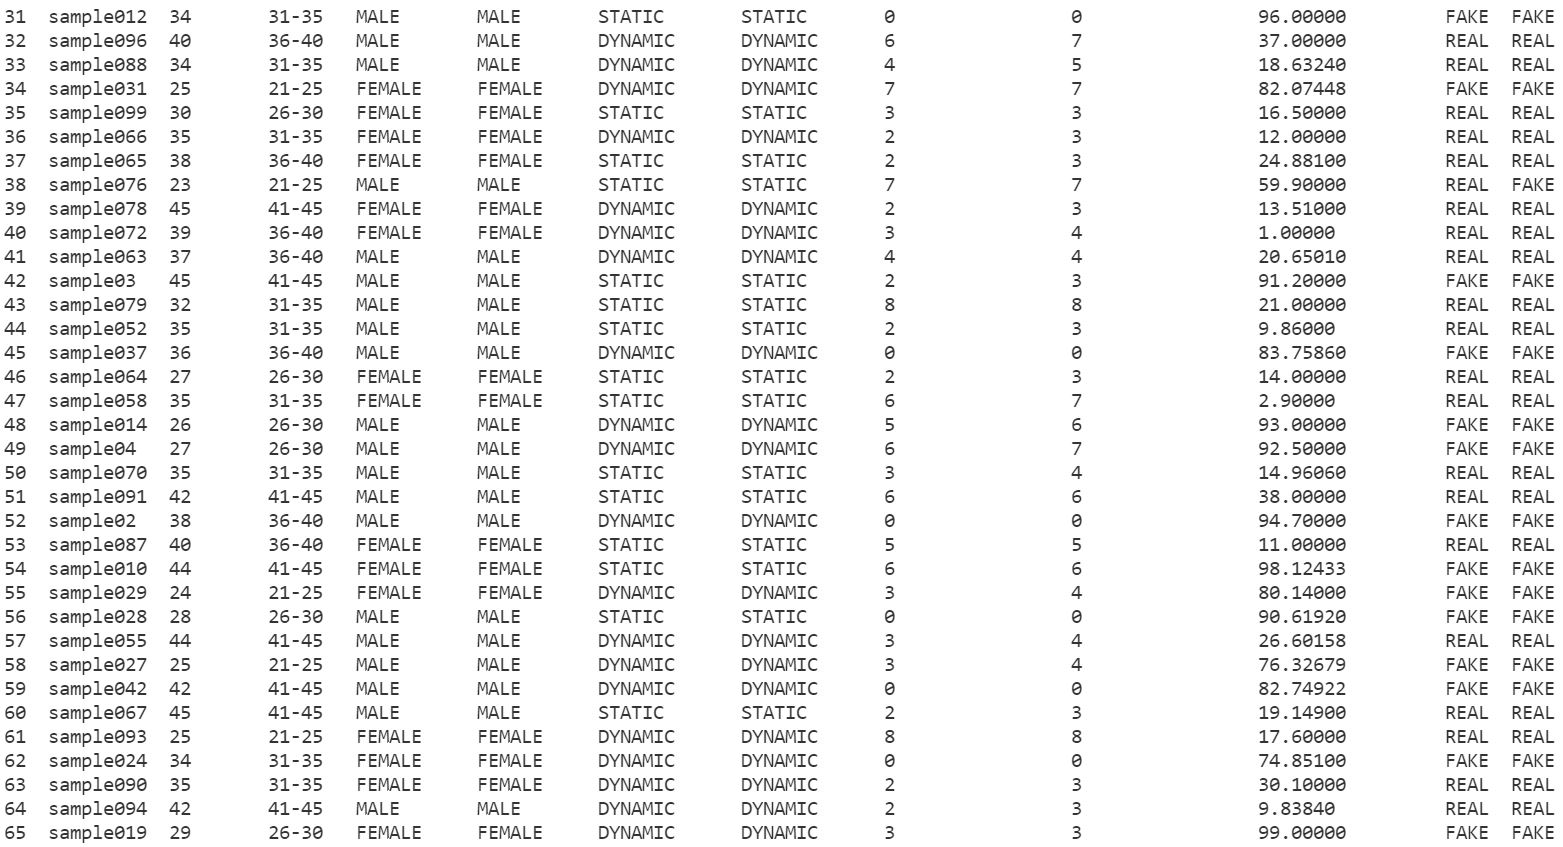 31 sample012 34 31-35 MALE MALE STATIC STATIC 0 0 96.00000 FAKE FAKE
32 sample096 40 36-40 MALE MALE DYNAMIC DYNAMIC 6 7 37.00000 REAL REAL
33 sample088 34 31-35 MALE MALE DYNAMIC DYNAMIC 4 5 18.63240 REAL REAL
34 sample031 25 21-25 FEMALE FEMALE DYNAMIC DYNAMIC 7 7 82.07448 FAKE FAKE
35 sample099 30 26-30 FEMALE FEMALE STATIC STATIC 3 3 16.50000 REAL REAL
36 sample066 35 31-35 FEMALE FEMALE DYNAMIC DYNAMIC 2 3 12.00000 REAL REAL
37 sample065 38 36-40 FEMALE FEMALE STATIC STATIC 2 3 24.88100 REAL REAL
38 sample076 23 21-25 MALE MALE STATIC STATIC 7 7 59.90000 REAL FAKE
39 sample078 45 41-45 FEMALE FEMALE DYNAMIC DYNAMIC 2 3 13.51000 REAL REAL
40 sample072 39 36-40 FEMALE FEMALE DYNAMIC DYNAMIC 3 4 1.00000 REAL REAL
41 sample063 37 36-40 MALE MALE DYNAMIC DYNAMIC 4 4 20.65010 REAL REAL
42 sample03 45 41-45 MALE MALE STATIC STATIC 2 3 91.20000 FAKE FAKE
43 sample079 32 31-35 MALE MALE STATIC STATIC 8 8 21.00000 REAL REAL
44 sample052 35 31-35 MALE MALE STATIC STATIC 2 3 9.86000 REAL REAL
45 sample037 36 36-40 MALE MALE DYNAMIC DYNAMIC 0 0 83.75860 FAKE FAKE
46 sample064 27 26-30 FEMALE FEMALE STATIC STATIC 2 3 14.00000 REAL REAL
47 sample058 35 31-35 FEMALE FEMALE STATIC STATIC 6 7 2.90000 REAL REAL
48 sample014 26 26-30 MALE MALE DYNAMIC DYNAMIC 5 6 93.00000 FAKE FAKE
49 sample04 27 26-30 MALE MALE DYNAMIC DYNAMIC 6 7 92.50000 FAKE FAKE
50 sample070 35 31-35 MALE MALE STATIC STATIC 3 4 14.96060 REAL REAL
51 sample091 42 41-45 MALE MALE STATIC STATIC 6 6 38.00000 REAL REAL
52 sample02 38 36-40 MALE MALE DYNAMIC DYNAMIC 0 0 94.70000 FAKE FAKE
53 sample087 40 36-40 FEMALE FEMALE STATIC STATIC 5 5 11.00000 REAL REAL
54 sample010 44 41-45 FEMALE FEMALE STATIC STATIC 6 6 98.12433 FAKE FAKE
55 sample029 24 21-25 FEMALE FEMALE DYNAMIC DYNAMIC 3 4 80.14000 FAKE FAKE
56 sample028 28 26-30 MALE MALE STATIC STATIC 0 0 90.61920 FAKE FAKE
57 sample055 44 41-45 MALE MALE DYNAMIC DYNAMIC 3 4 26.60158 REAL REAL
58 sample027 25 21-25 MALE MALE DYNAMIC DYNAMIC 3 4 76.32679 FAKE FAKE
59 sample042 42 41-45 MALE MALE DYNAMIC DYNAMIC 0 0 82.74922 FAKE FAKE
60 sample067 45 41-45 MALE MALE STATIC STATIC 2 3 19.14900 REAL REAL
61 sample093 25 21-25 FEMALE FEMALE DYNAMIC DYNAMIC 8 8 17.60000 REAL REAL
62 sample024 34 31-35 FEMALE FEMALE DYNAMIC DYNAMIC 0 0 74.85100 FAKE FAKE
63 sample090 35 31-35 FEMALE FEMALE DYNAMIC DYNAMIC 2 3 30.10000 REAL REAL
64 sample094 42 41-45 MALE MALE DYNAMIC DYNAMIC 2 3 9.83840 REAL REAL
65 sample019 29 26-30 FEMALE FEMALE DYNAMIC DYNAMIC 3 3 99.00000 FAKE FAKE